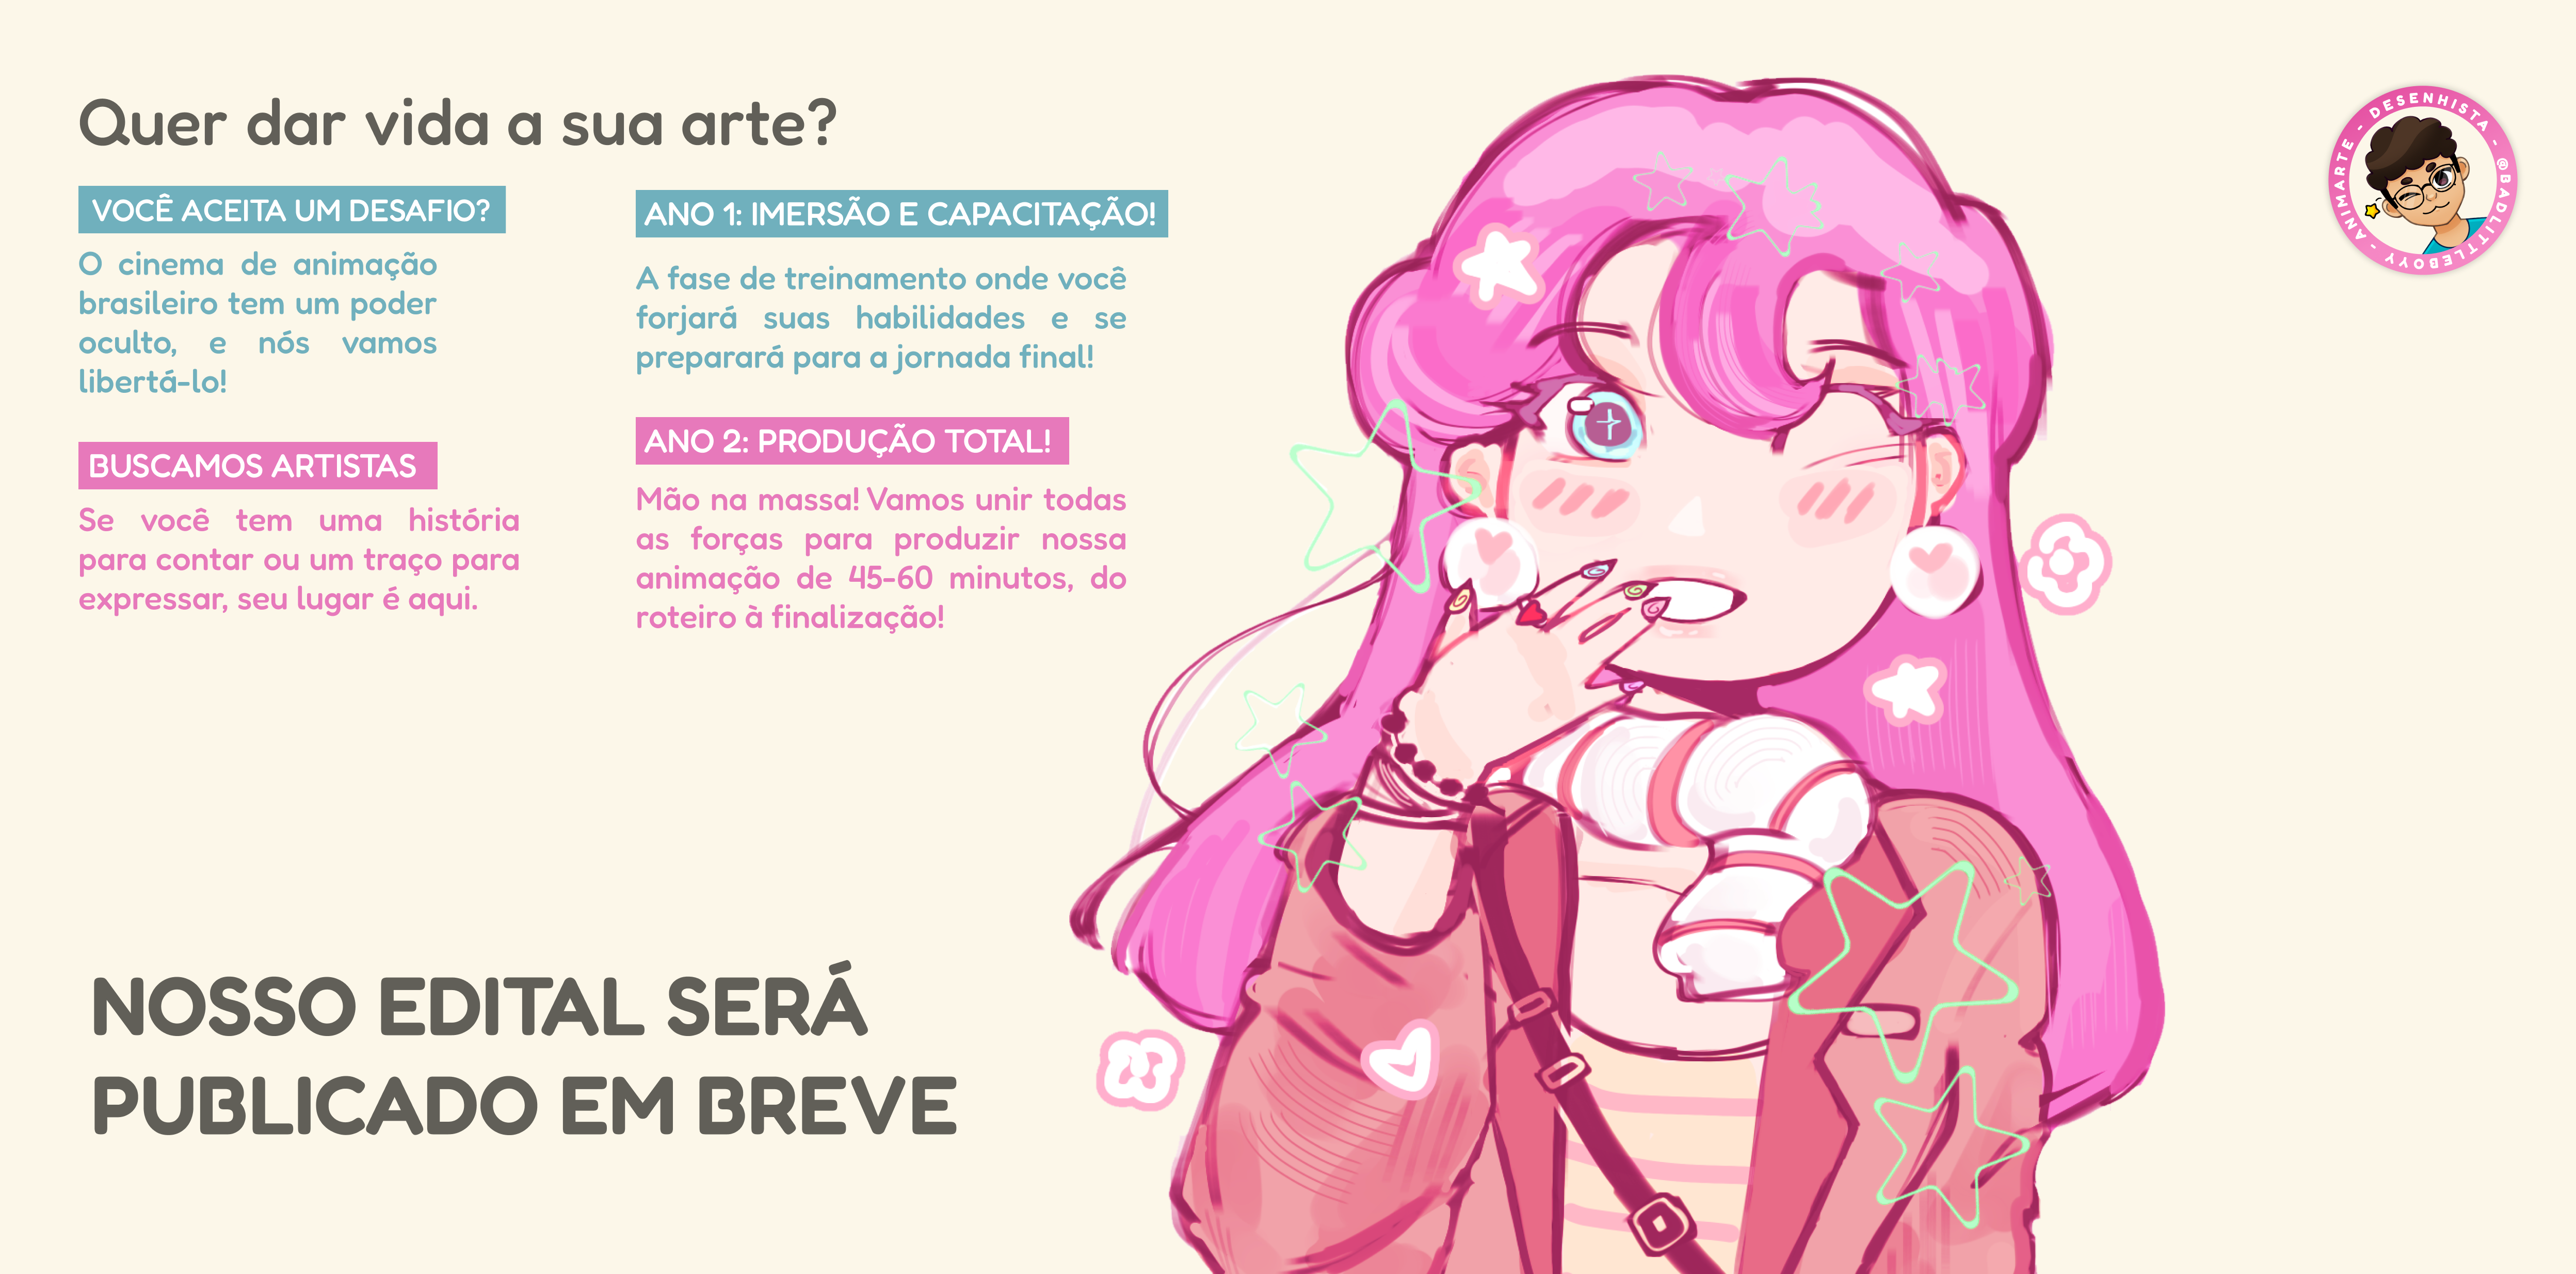 Quer dar vida a sua arte?
VOCÊ ACEITA UM DESAFIO?
O cinema de animação
brasileiro tem um poder
oculto, e nós vamos
libertá-lo!
BUSCAMOS ARTISTAS
Se você tem uma história
para contar ou um traço para
expressar, seu lugar é aqui.
ANO 1: IMERSÃO E CAPACITAÇÃO!
A fase de treinamento onde você
forjará suas habilidades e se
preparará para a jornada final!
ANO 2: PRODUÇÃO TOTAL!
Mão na massa! Vamos unir todas
as forças para produzir nossa
animação de 45-60 minutos, do
roteiro à finalização!
NOSSO EDITAL SERÁ
PUBLICADO EM BREVE
ANIMARTE - DESENHISTA - @BADLITTLEBOYY -